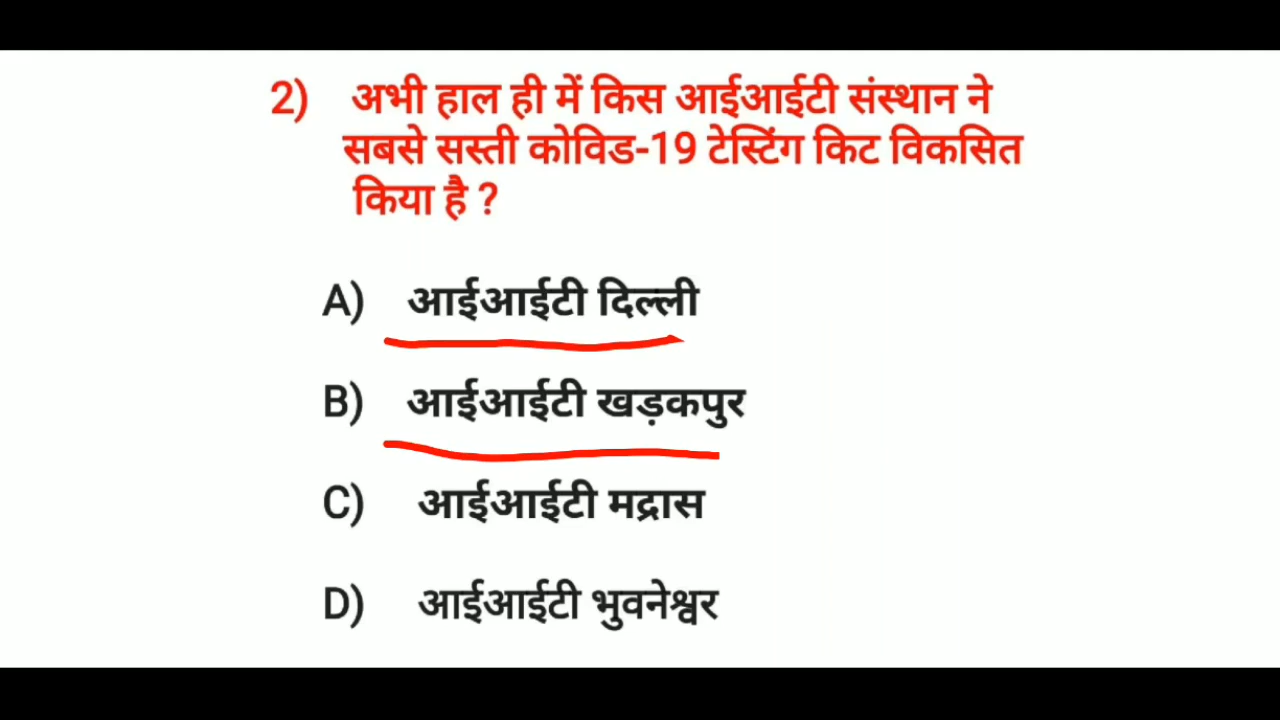 2) अभी हाल ही में किस आईआईटी संस्थान ने
सबसे सस्ती कोविड-19 टेस्टिंग किट विकसित
किया है ?
A) आईआईटी दिल्ली
B) आईआईटी खड़कपुर
C) आईआईटी मद्रास
D) आईआईटी भुवनेश्वर